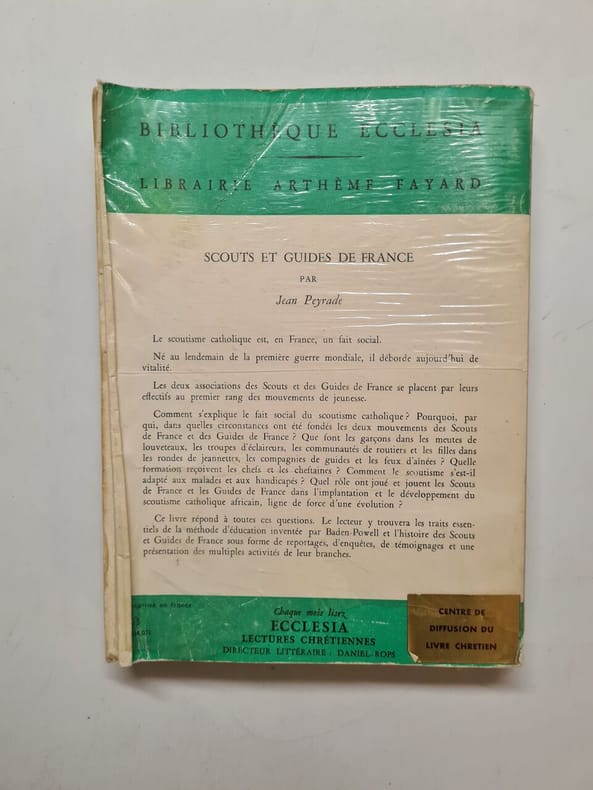 BIBLIOTHÈQUE ECCLESIA
LIBRAIRIE ARTHÈME FAYARD
SCOUTS ET GUIDES DE FRANCE
PAR
Jean Peyrade
Le scoutisme catholique est, en France, un fait social.
Né au lendemain de la première guerre mondiale, il déborde aujourd'hui de
vitalité.
Les deux associations des Scouts et des Guides de France se placent par leurs
effectifs au premier rang des mouvements de jeunesse.
Comment s'explique le fait social du scoutisme catholique ? Pourquoi, par
qui, dans quelles circonstances ont été fondés les deux mouvements des Scouts
de France et des Guides de France ? Que font les garçons dans les meutes de
louveteaux, les troupes d'éclaireurs, les communautés de routiers et les filles dans
les rondes de jeannettes, les compagnies de guides et les feux d'aînées ? Quelle
formation reçoivent les chefs et les cheftaines ? Comment le scoutisme s'est-il
adapté aux malades et aux handicapés ? Quel rôle ont joué et jouent les Scouts
de France et les Guides de France dans l'implantation et le développement du
scoutisme catholique africain, ligne de force d'une évolution ?
Ce livre répond à toutes ces questions. Le lecteur y trouvera les traits essen-
tiels de la méthode d'éducation inventée par Baden-Powell et l'histoire des Scouts
et Guides de France sous forme de reportages, d'enquêtes, de témoignages et une
présentation des multiples activités de leur branches.
en France
Chaque mois lisez
ECCLESIA
LECTURES CHRÉTIENNES
DIRECTEUR LITTÉRAIRE : DANIEL-ROPS
CENTRE DE
DIFFUSION DU
LIVRE CHRETIEN